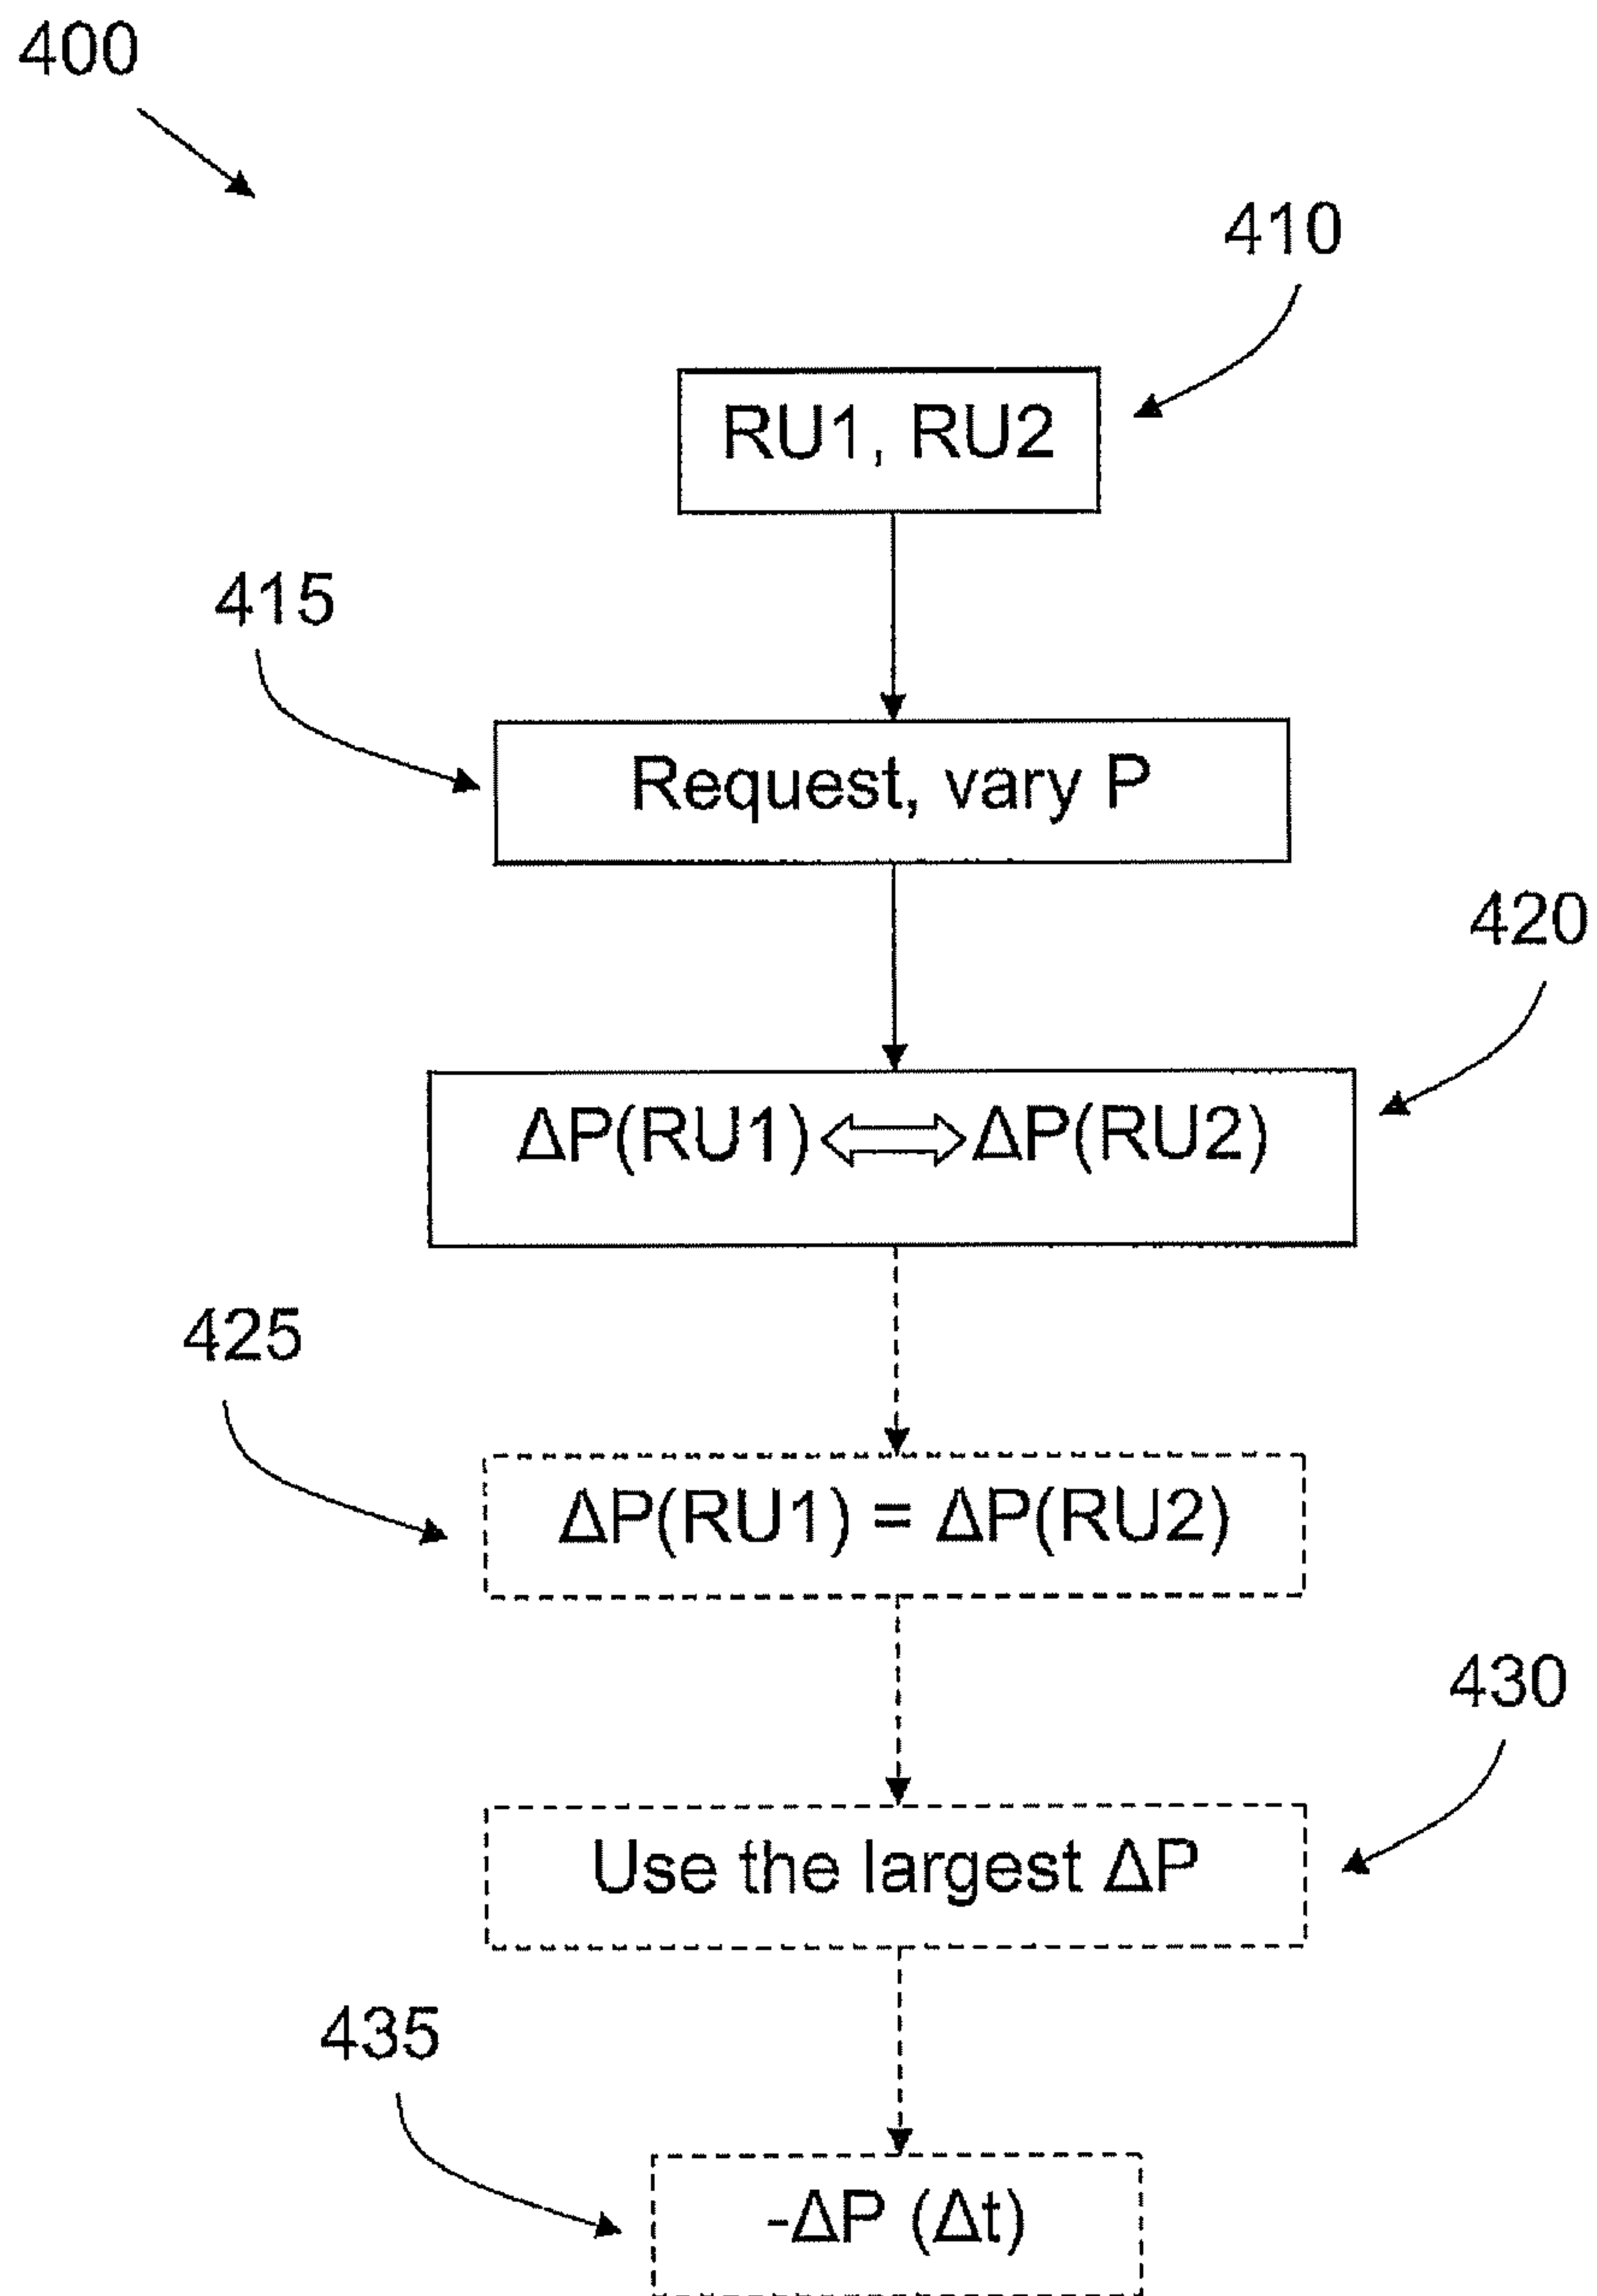 400
410
RU1, RU2
415
Request, vary P
420
ΔP(RU1) ⇔ ΔP(RU2)
425
ΔP(RU1) = ΔP(RU2)
430
Use the largest ΔP
435
-ΔP (Δt)